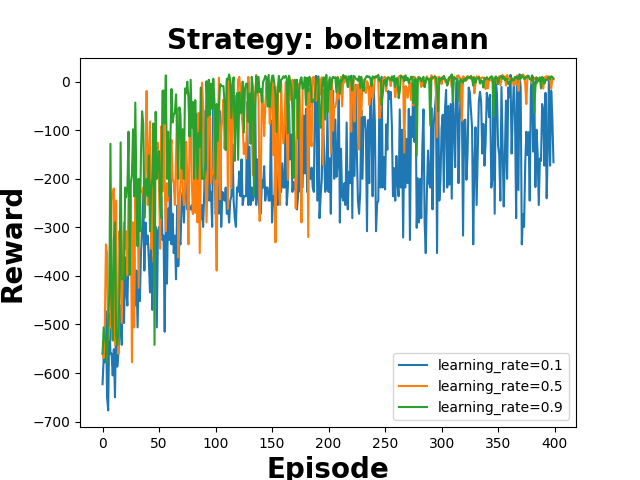 Strategy: boltzmann
Reward
0
−100
−200
−300
−400
−500
−600
−700
learning_rate=0.1
learning_rate=0.5
learning_rate=0.9
0 50 100 150 200 250 300 350 400
Episode